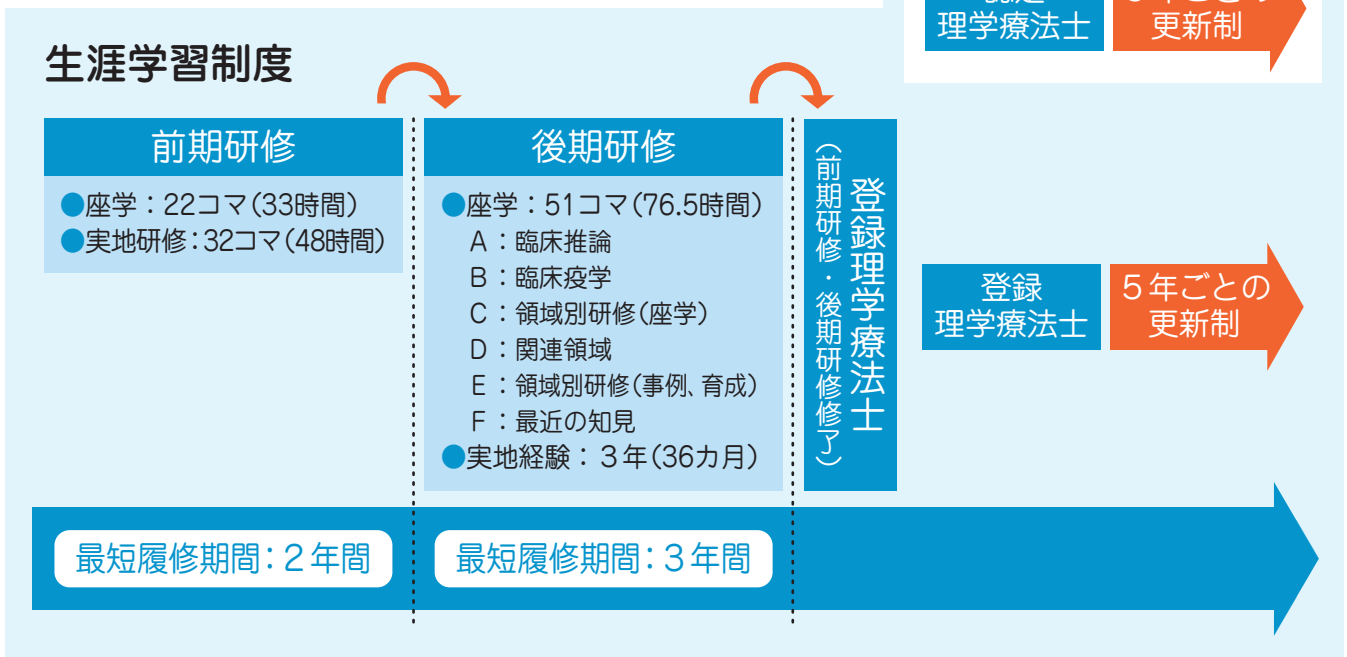 理学療法士
更新制
生涯学習制度
前期研修
●座学：22コマ(33時間)
●実地研修：32コマ(48時間)
後期研修
●座学：51コマ(76.5時間)
A：臨床推論
B：臨床疫学
C：領域別研修(座学)
D：関連領域
E：領域別研修(事例、育成)
F：最近の知見
●実地経験：3年(36カ月)
登録理学療法士
(前期研修・後期研修修了)
登録
理学療法士
5年ごとの
更新制
最短履修期間：2年間
最短履修期間：3年間